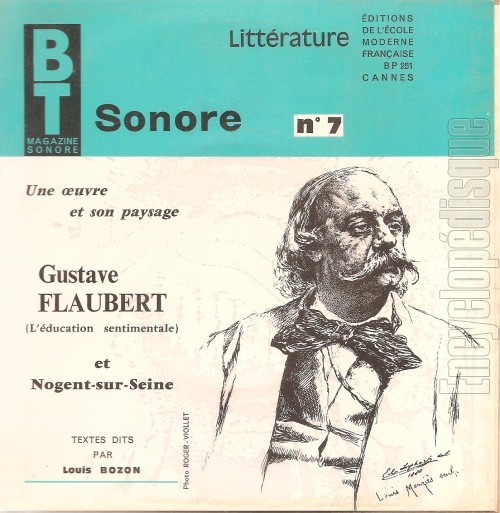 BT
MAGAZINE
SONORE
Littérature
ÉDITIONS
DE L'ÉCOLE
MODERNE
FRANÇAISE
BP 251
CANNES
Sonore
n° 7
Une œuvre
et son paysage
Gustave
FLAUBERT
(L'éducation sentimentale)
et
Nogent-sur-Seine
TEXTES DITS
PAR
Louis BOZON
Photo ROGER-VIOLLET
Encyclopédisque